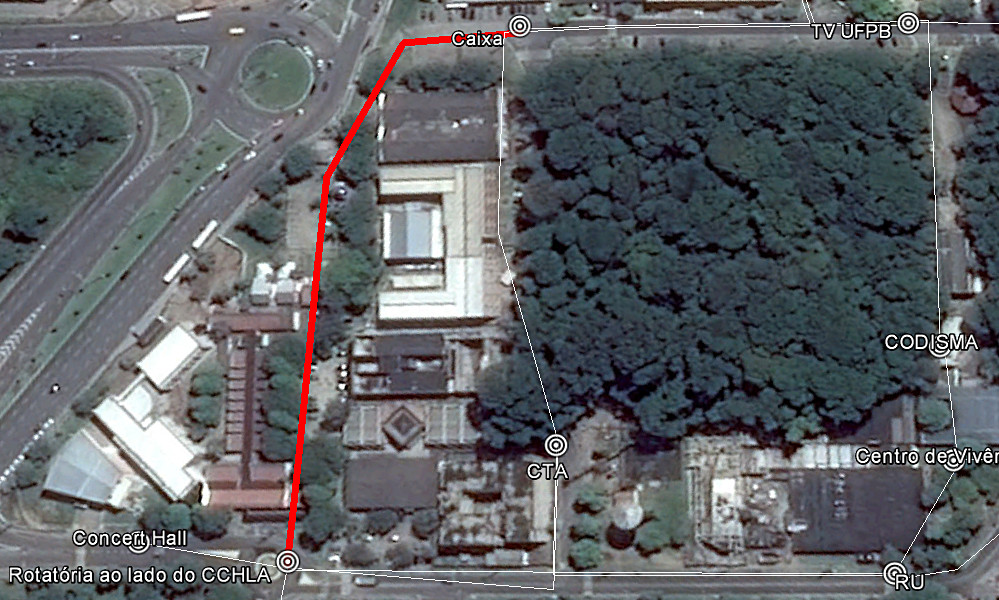 Caixa
TV UFPB
CODISMA
Centro de Vivên
CTA
Concert Hall
Rotatória ao lado do CCHLA
RU